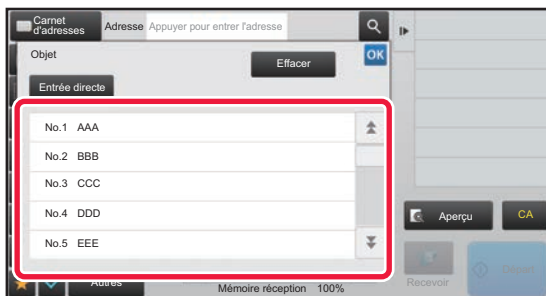 Carnet
d'adresses
Adresse Appuyer pour entrer l'adresse
Objet
Effacer
OK
Entrée directe
No.1 AAA
No.2 BBB
No.3 CCC
No.4 DDD
No.5 EEE
Aperçu
CA
Autres
Mémoire réception 100%
Recevoir
Départ